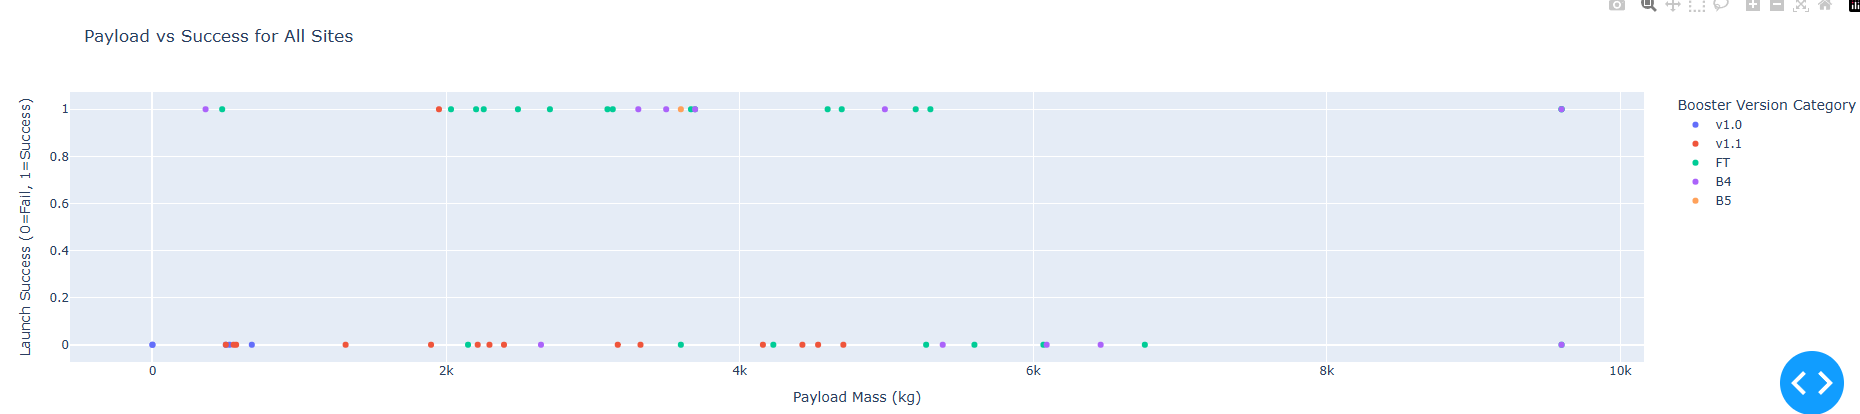 Payload vs Success for All Sites
Launch Success (0=Fail, 1=Success)
1
0.8
0.6
0.4
0.2
0
0 2k 4k 6k 8k 10k
Payload Mass (kg)
Booster Version Category
v1.0
v1.1
FT
B4
B5